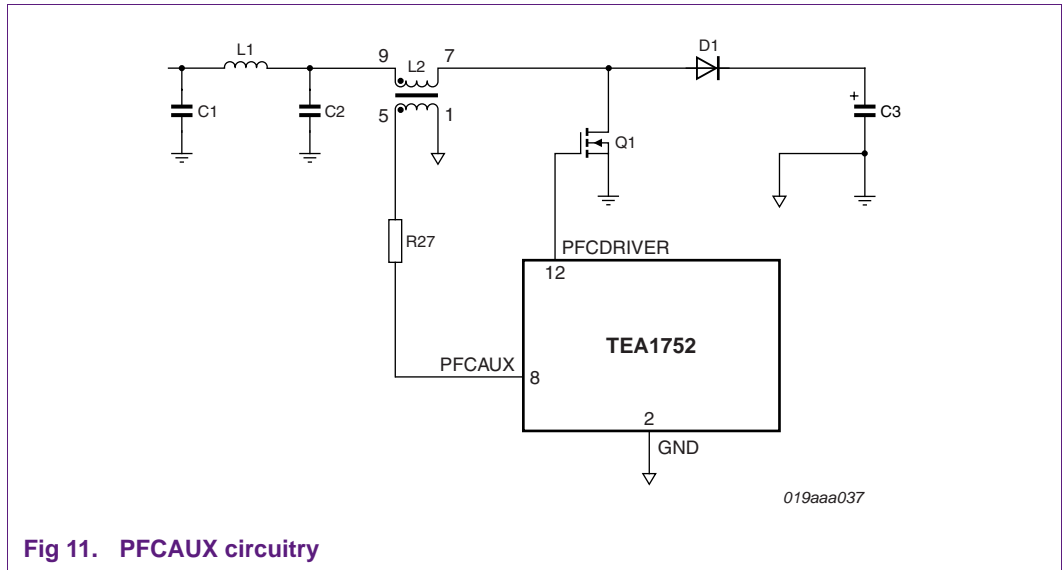 L1
9
7
L2
D1
C1
C2
5
1
+
C3
Q1
R27
PFCDRIVER
12
TEA1752
PFCAUX
8
2
GND
019aaa037
Fig 11. PFCAUX circuitry